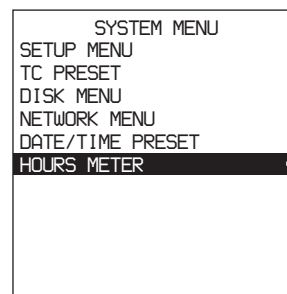 SYSTEM MENU
SETUP MENU
TC PRESET
DISK MENU
NETWORK MENU
DATE/TIME PRESET
HOURS METER